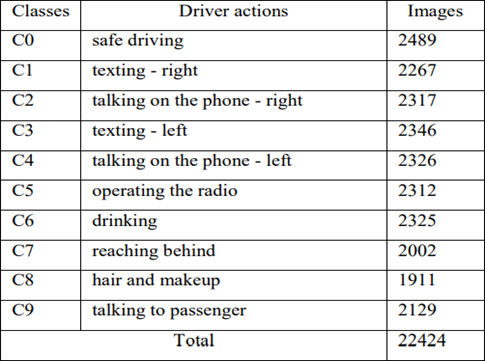 Classes Driver actions Images
C0 safe driving 2489
C1 texting - right 2267
C2 talking on the phone - right 2317
C3 texting - left 2346
C4 talking on the phone - left 2326
C5 operating the radio 2312
C6 drinking 2325
C7 reaching behind 2002
C8 hair and makeup 1911
C9 talking to passenger 2129
Total 22424